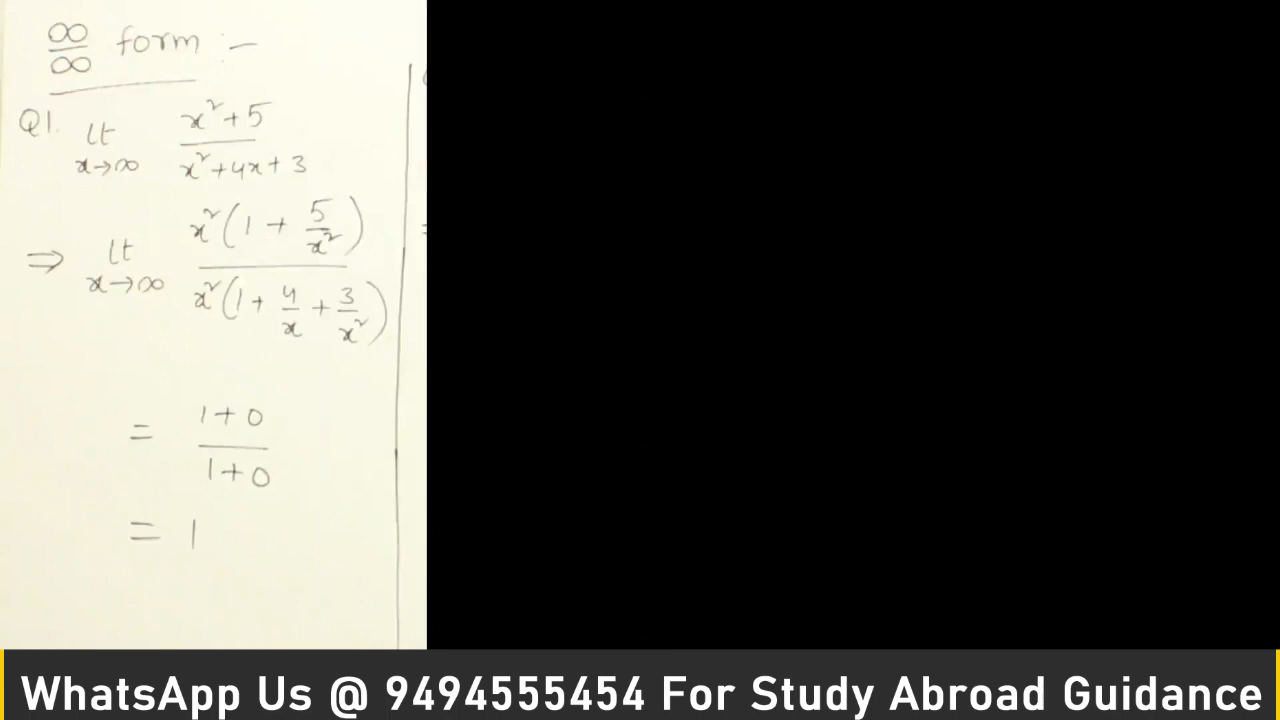 ∞/∞ form :-
Q1. lt x→∞ (x²+5)/(x²+4x+3)
⇒ lt x→∞ x²(1 + 5/x²)/x²(1 + 4/x + 3/x²)
= (1+0)/(1+0)
= 1
WhatsApp Us @ 9494555454 For Study Abroad Guidance